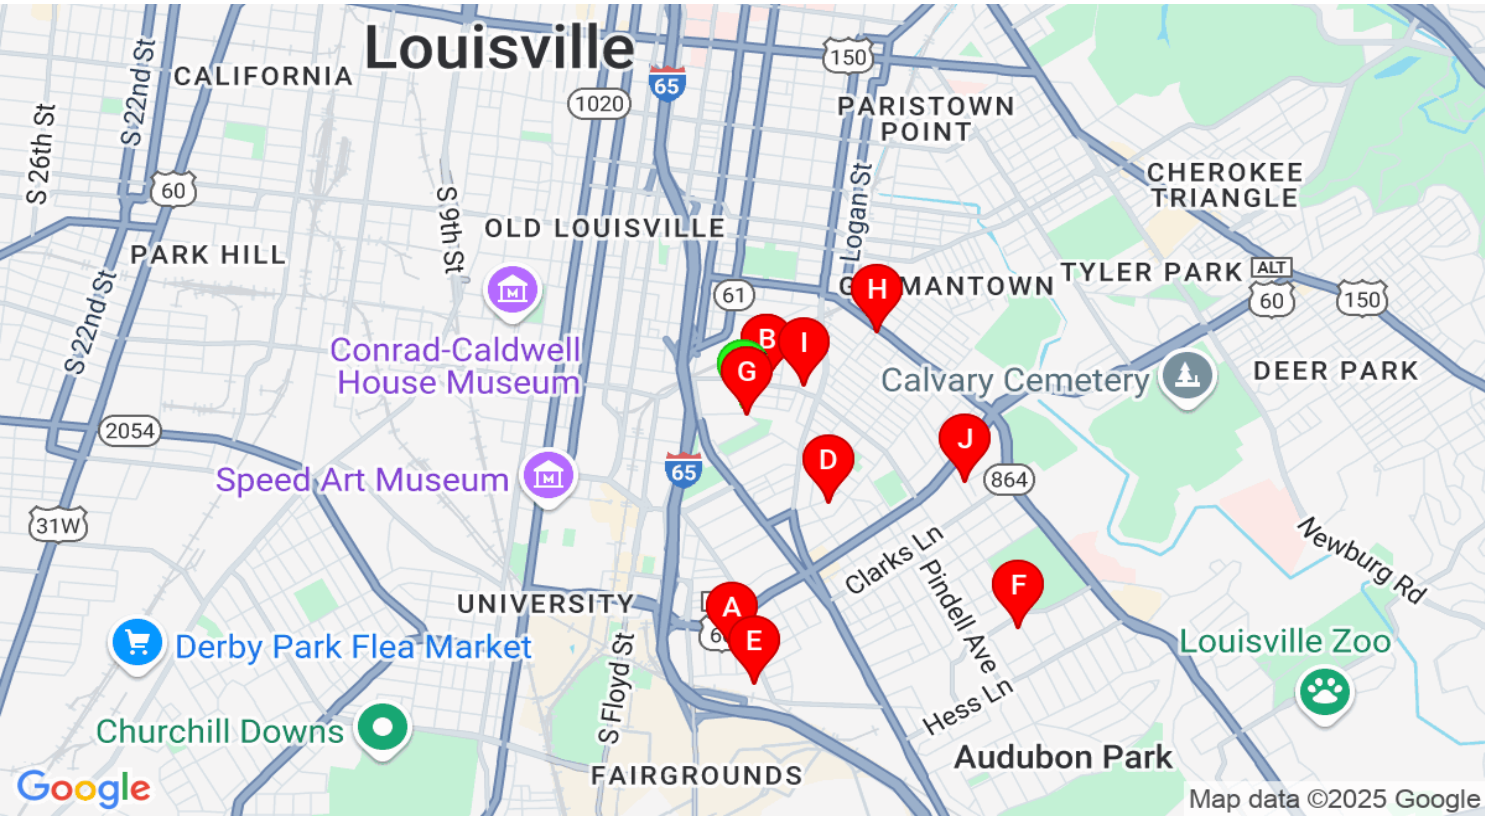 Louisville
CALIFORNIA
S 22nd St
S 26th St
1020
65
150
PARISTOWN
POINT
CHEROKEE
TRIANGLE
60
S 9th St
Logan St
OLD LOUISVILLE
PARK HILL
TYLER PARK
ALT
60
150
61
H
MANTOWN
S 22nd St
B
I
G
Conrad-Caldwell
House Museum
Calvary Cemetery
DEER PARK
2054
J
D
65
Speed Art Museum
864
31W
Newburg Rd
Clarks Ln
Pindell Ave
F
UNIVERSITY
A
E
Derby Park Flea Market
S Floyd St
Louisville Zoo
Hess Ln
Churchill Downs
Audubon Park
FAIRGROUNDS
Google
Map data ©2025 Google